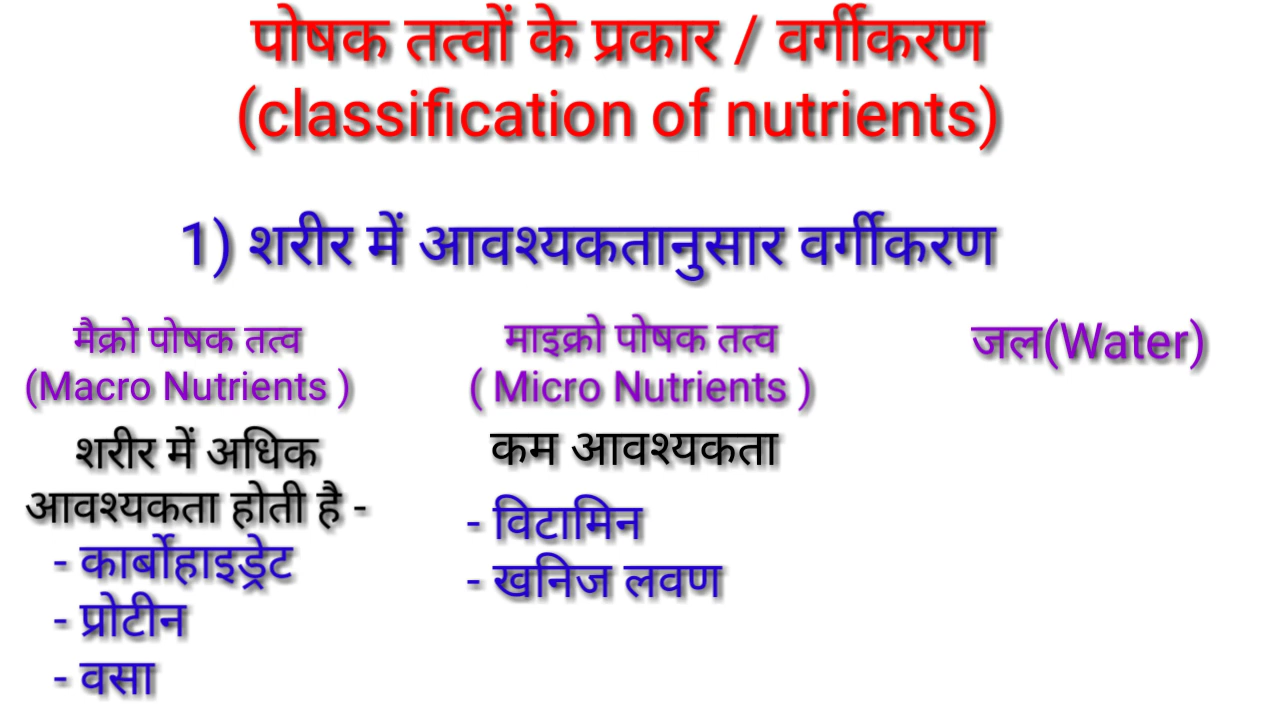 पोषक तत्वों के प्रकार / वर्गीकरण
(classification of nutrients)
1) शरीर में आवश्यकतानुसार वर्गीकरण
मैक्रो पोषक तत्व
(Macro Nutrients )
शरीर में अधिक
आवश्यकता होती है -
- कार्बोहाइड्रेट
- प्रोटीन
- वसा
माइक्रो पोषक तत्व
( Micro Nutrients )
कम आवश्यकता
- विटामिन
- खनिज लवण
जल(Water)